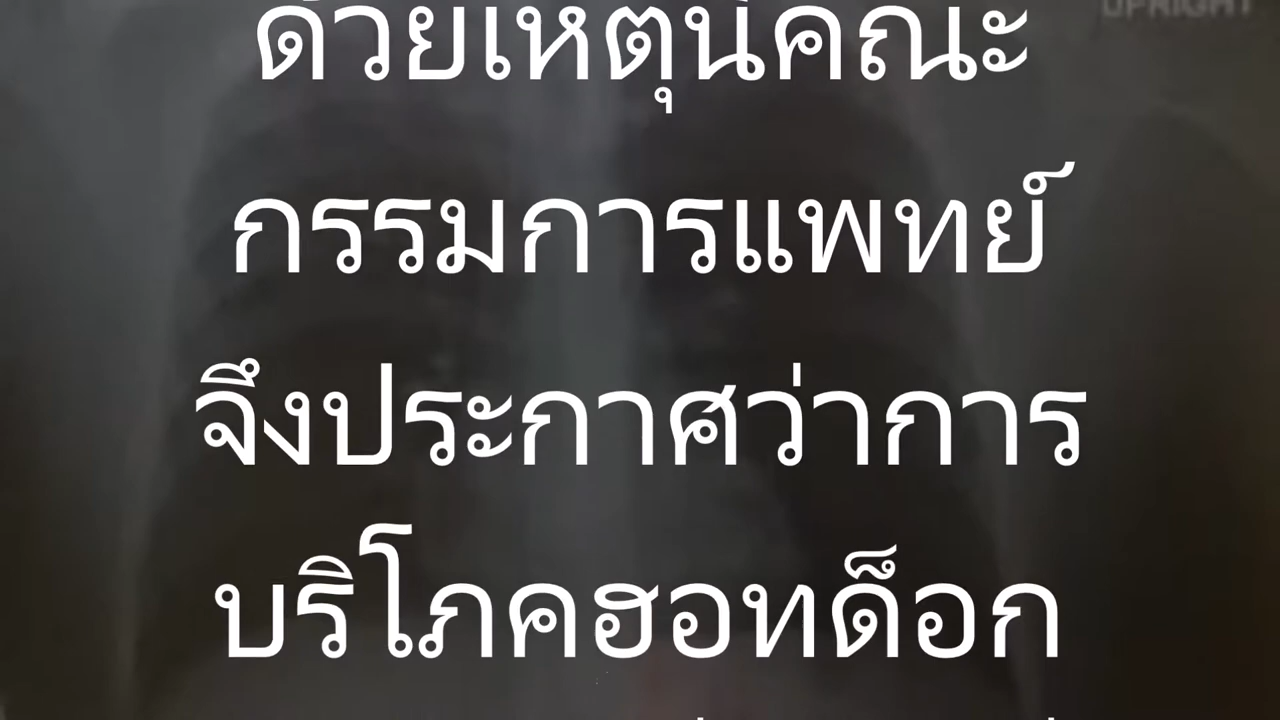 UPRIGHT
ด้วยเหตุนี้คณะ
กรรมการแพทย์
จึงประกาศว่าการ
บริโภคฮอทด็อก